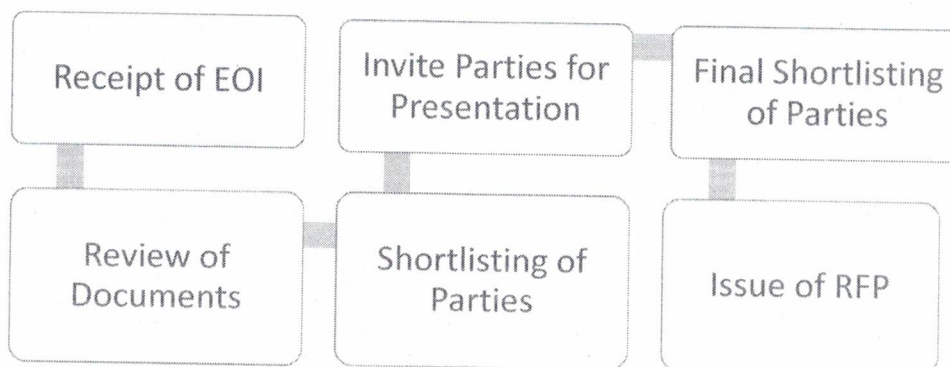 Receipt of EOI
Review of
Documents
Shortlisting of
Parties
Invite Parties for
Presentation
Final Shortlisting
of Parties
Issue of RFP